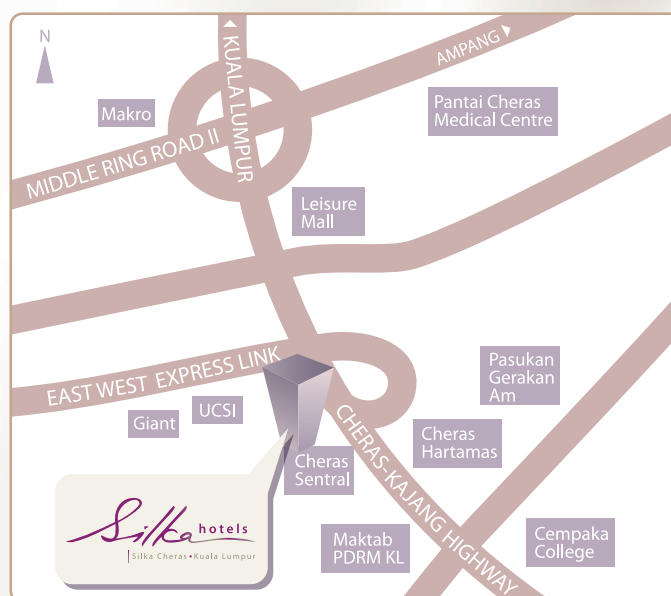 N
KUALA LUMPUR
AMPANG
Makro
Pantai Cheras
Medical Centre
MIDDLE RING ROAD II
Leisure
Mall
EAST WEST EXPRESS LINK
Pasukan
Gerakan
Am
Giant
UCSI
CHERAS-KAJANG HIGHWAY
Cheras
Hartamas
Cheras
Sentral
Silka hotels
Silka Cheras • Kuala Lumpur
Maktab
PDRM KL
Cempaka
College